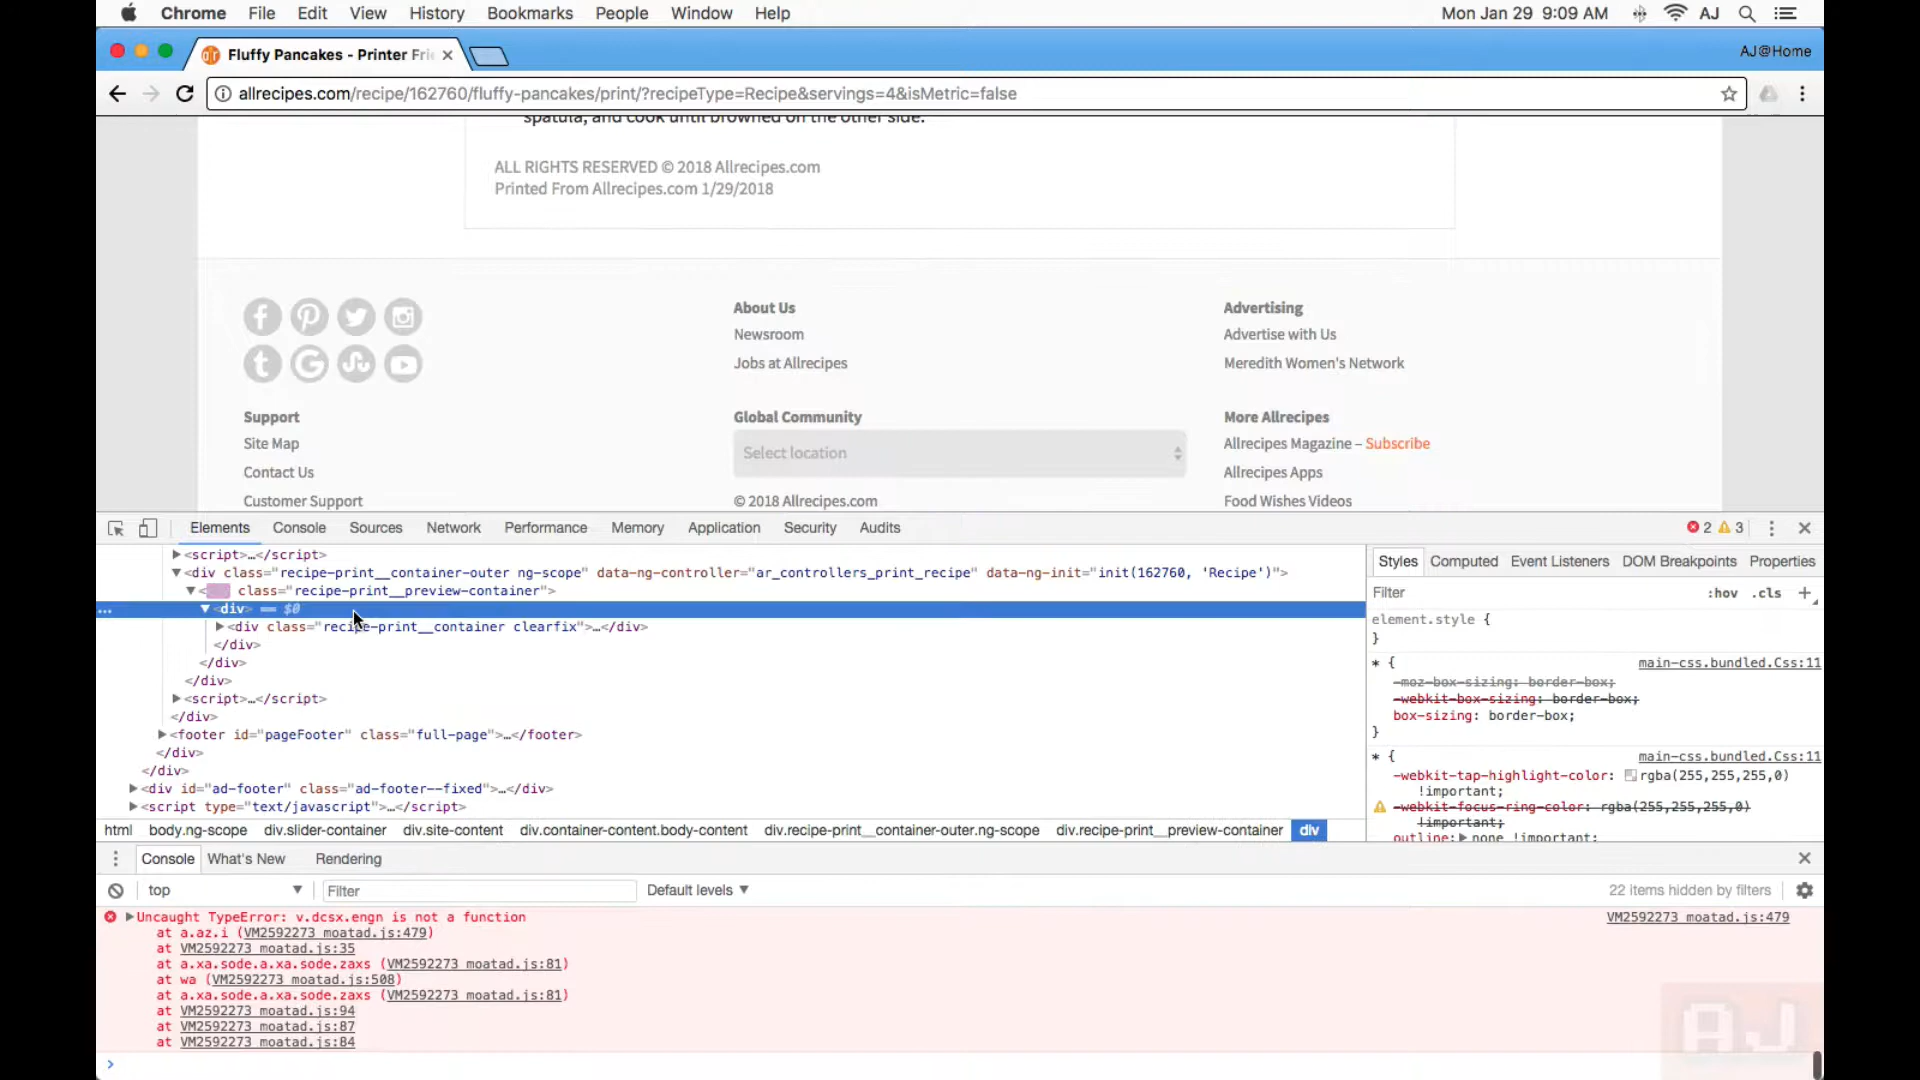 Chrome File Edit View History Bookmarks People Window Help Mon Jan 29 9:09 AM AJ
Fluffy Pancakes - Printer Frie AJ@Home
allrecipes.com/recipe/162760/fluffy-pancakes/print/?recipeType=Recipe&servings=4&isMetric=false
spatula, and cook until browned on the other side.
ALL RIGHTS RESERVED © 2018 Allrecipes.com
Printed From Allrecipes.com 1/29/2018
About Us Advertising
Newsroom Advertise with Us
Jobs at Allrecipes Meredith Women's Network
Support Global Community More Allrecipes
Site Map Select location Allrecipes Magazine – Subscribe
Contact Us Allrecipes Apps
Customer Support © 2018 Allrecipes.com Food Wishes Videos
Elements Console Sources Network Performance Memory Application Security Audits 2 3
<script>…</script>
<div class="recipe-print__container-outer ng-scope" data-ng-controller="ar_controllers_print_recipe" data-ng-init="init(162760, 'Recipe')">
< class="recipe-print__preview-container">
… <div> == $0
<div class="recipe-print__container clearfix">…</div>
</div>
</div>
</div>
<script>…</script>
</div>
<footer id="pageFooter" class="full-page">…</footer>
</div>
</div>
<div id="ad-footer" class="ad-footer--fixed">…</div>
<script type="text/javascript">…</script>
html body.ng-scope div.slider-container div.site-content div.container-content.body-content div.recipe-print__container-outer.ng-scope div.recipe-print__preview-container div
Styles Computed Event Listeners DOM Breakpoints Properties
Filter :hov .cls +
element.style {
}
* { main-css.bundled.Css:11
-moz-box-sizing: border-box;
-webkit-box-sizing: border-box;
box-sizing: border-box;
}
* { main-css.bundled.Css:11
-webkit-tap-highlight-color: rgba(255,255,255,0)
!important;
-webkit-focus-ring-color: rgba(255,255,255,0)
!important;
outline: none !important;
Console What's New Rendering
top Filter Default levels 22 items hidden by filters
Uncaught TypeError: v.dcsx.engn is not a function VM2592273 moatad.js:479
at a.az.i (VM2592273 moatad.js:479)
at VM2592273 moatad.js:35
at a.xa.sode.a.xa.sode.zaxs (VM2592273 moatad.js:81)
at wa (VM2592273 moatad.js:508)
at a.xa.sode.a.xa.sode.zaxs (VM2592273 moatad.js:81)
at VM2592273 moatad.js:94
at VM2592273 moatad.js:87
at VM2592273 moatad.js:84
AJ